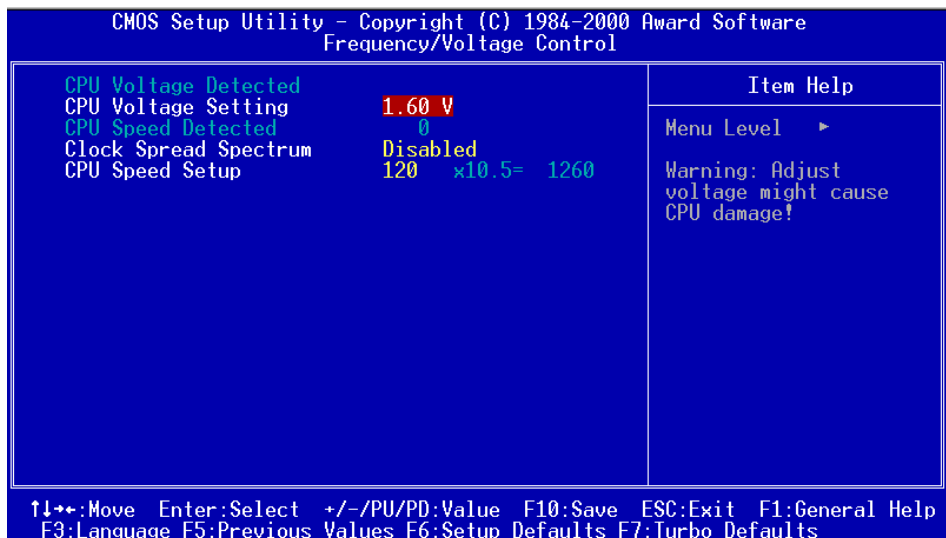 CMOS Setup Utility - Copyright (C) 1984-2000 Award Software
Frequency/Voltage Control
CPU Voltage Detected
CPU Voltage Setting 1.60 V
CPU Speed Detected 0
Clock Spread Spectrum Disabled
CPU Speed Setup 120 x10.5= 1260
Item Help
Menu Level ►
Warning: Adjust
voltage might cause
CPU damage!
↑↓→←:Move Enter:Select +/-/PU/PD:Value F10:Save ESC:Exit F1:General Help
F3:Language F5:Previous Values F6:Setup Defaults F7:Turbo Defaults